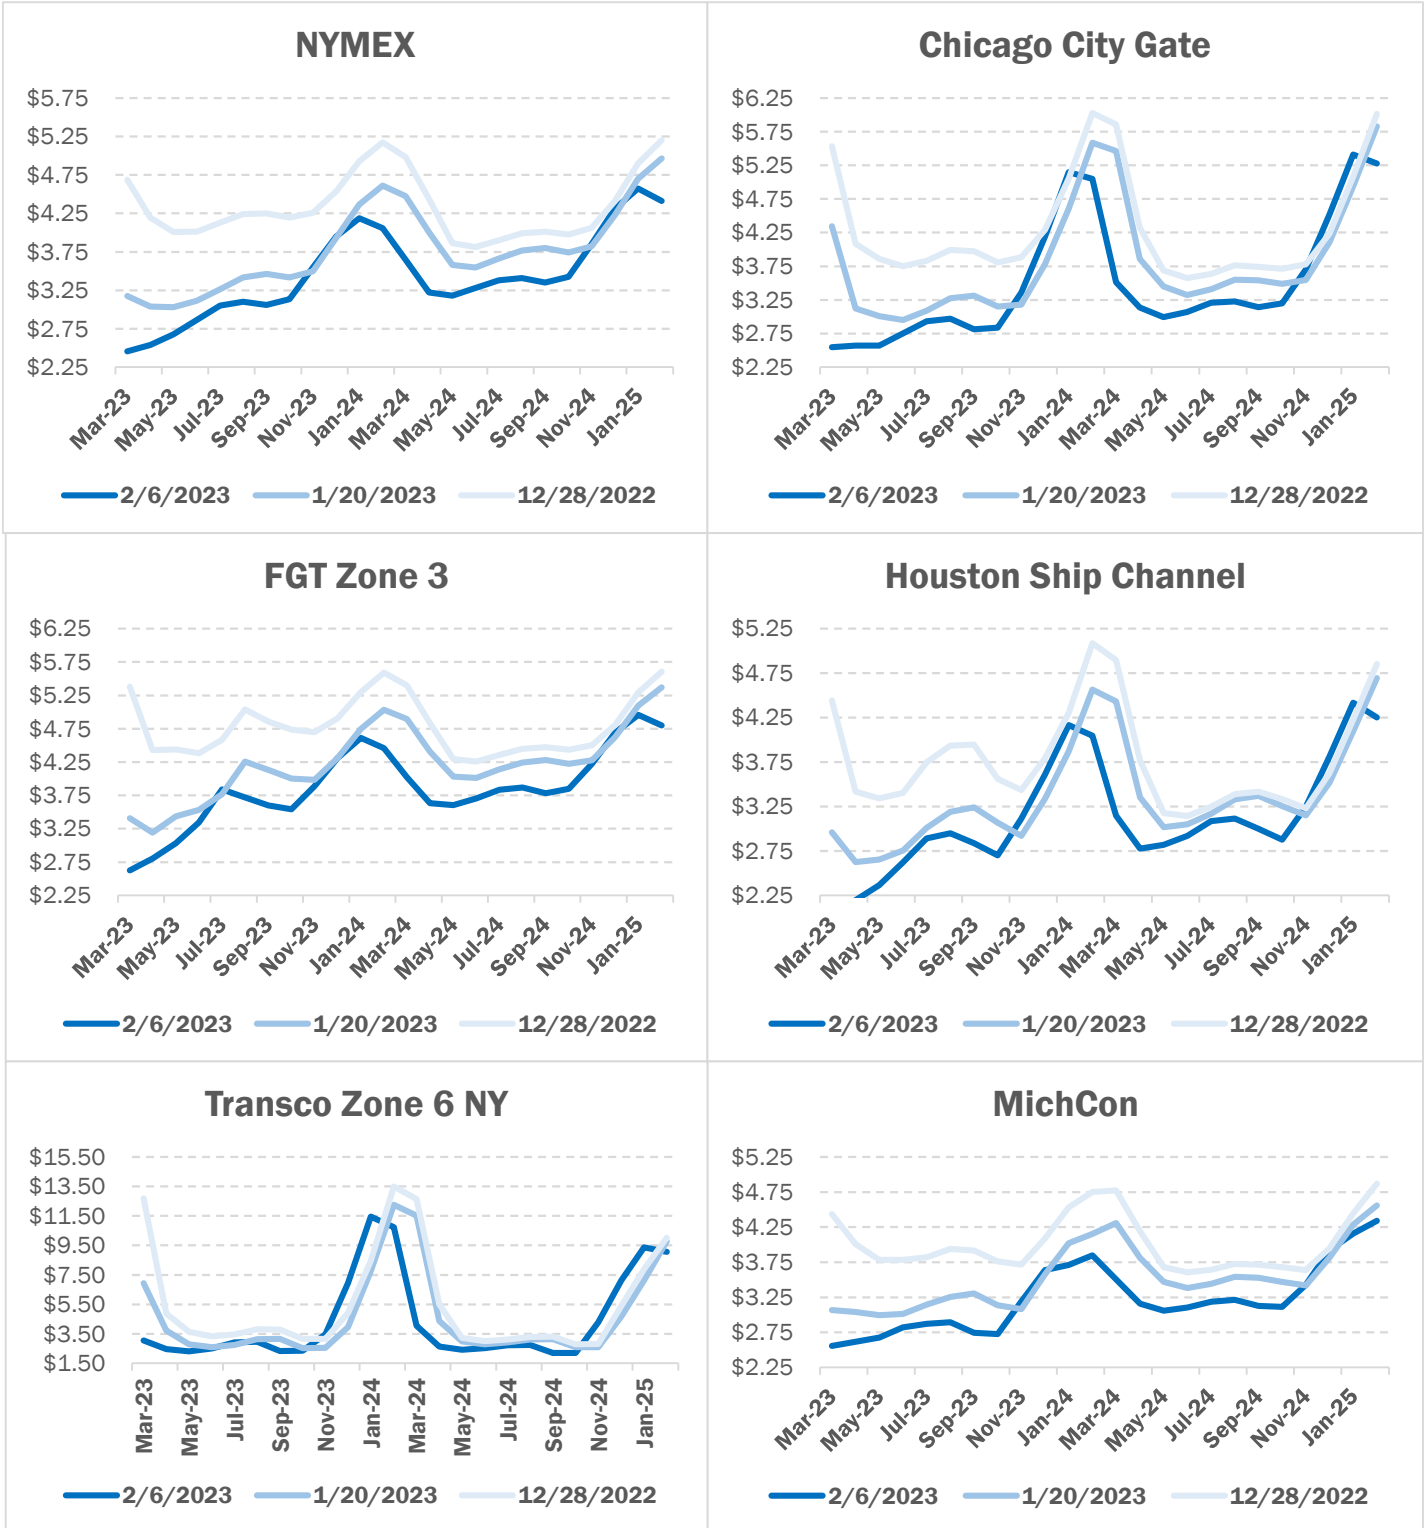 NYMEX
$5.75
$5.25
$4.75
$4.25
$3.75
$3.25
$2.75
$2.25
Mar-23 May-23 Jul-23 Sep-23 Nov-23 Jan-24 Mar-24 May-24 Jul-24 Sep-24 Nov-24 Jan-25
2/6/2023 1/20/2023 12/28/2022
Chicago City Gate
$6.25
$5.75
$5.25
$4.75
$4.25
$3.75
$3.25
$2.75
$2.25
Mar-23 May-23 Jul-23 Sep-23 Nov-23 Jan-24 Mar-24 May-24 Jul-24 Sep-24 Nov-24 Jan-25
2/6/2023 1/20/2023 12/28/2022
FGT Zone 3
$6.25
$5.75
$5.25
$4.75
$4.25
$3.75
$3.25
$2.75
$2.25
Mar-23 May-23 Jul-23 Sep-23 Nov-23 Jan-24 Mar-24 May-24 Jul-24 Sep-24 Nov-24 Jan-25
2/6/2023 1/20/2023 12/28/2022
Houston Ship Channel
$5.25
$4.75
$4.25
$3.75
$3.25
$2.75
$2.25
Mar-23 May-23 Jul-23 Sep-23 Nov-23 Jan-24 Mar-24 May-24 Jul-24 Sep-24 Nov-24 Jan-25
2/6/2023 1/20/2023 12/28/2022
Transco Zone 6 NY
$15.50
$13.50
$11.50
$9.50
$7.50
$5.50
$3.50
$1.50
Mar-23 May-23 Jul-23 Sep-23 Nov-23 Jan-24 Mar-24 May-24 Jul-24 Sep-24 Nov-24 Jan-25
2/6/2023 1/20/2023 12/28/2022
MichCon
$5.25
$4.75
$4.25
$3.75
$3.25
$2.75
$2.25
Mar-23 May-23 Jul-23 Sep-23 Nov-23 Jan-24 Mar-24 May-24 Jul-24 Sep-24 Nov-24 Jan-25
2/6/2023 1/20/2023 12/28/2022